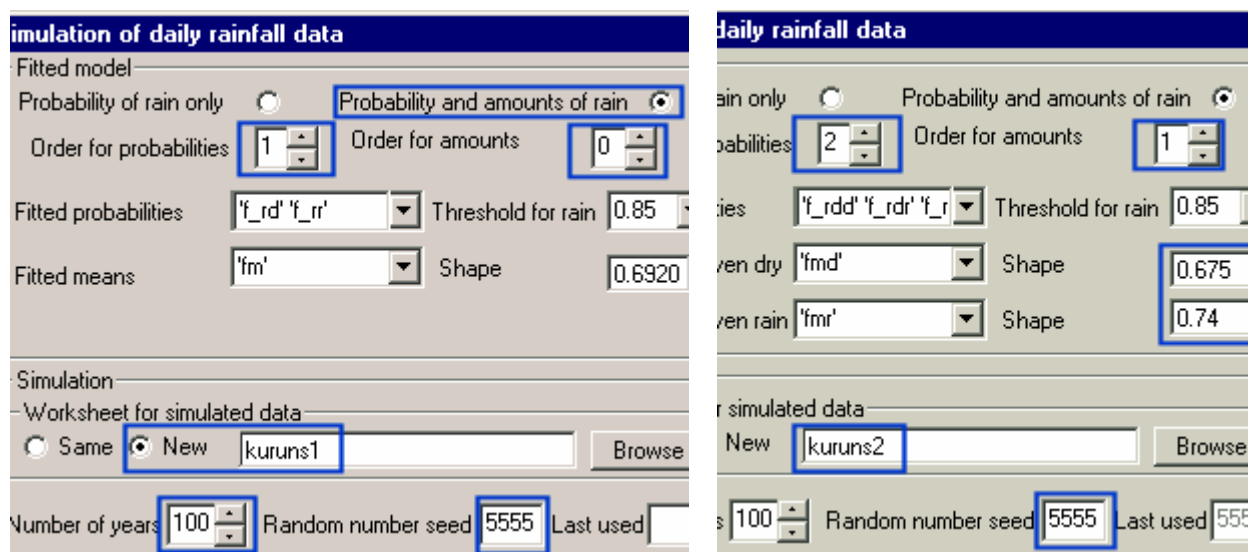 imulation of daily rainfall data
Fitted model
Probability of rain only Probability and amounts of rain
Order for probabilities 1 Order for amounts 0
Fitted probabilities 'f_rd' 'f_rr' Threshold for rain 0.85
Fitted means 'fm' Shape 0.6920
Simulation
Worksheet for simulated data
Same New kuruns1 Browse
Number of years 100 Random number seed 5555 Last used
daily rainfall data
ain only Probability and amounts of rain
babilities 2 Order for amounts 1
ties 'f_rdd' 'f_rdr' 'f_r Threshold for rain 0.85
ven dry 'fmd' Shape 0.675
ven rain 'fmr' Shape 0.74
r simulated data
New kuruns2 Browse
s 100 Random number seed 5555 Last used 555